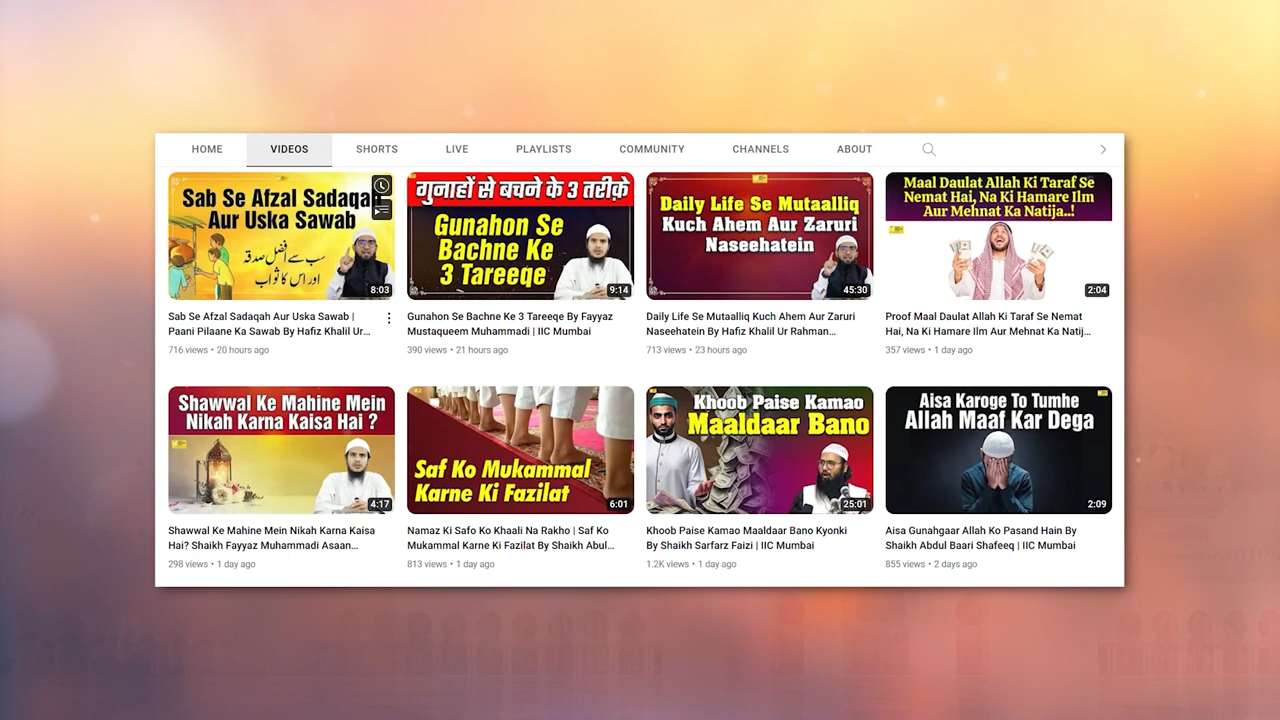 HOME
VIDEOS
SHORTS
LIVE
PLAYLISTS
COMMUNITY
CHANNELS
ABOUT
Sab Se Afzal Sadaqah
Aur Uska Sawab
سب سے افضل صدقہ
اور اس کا ثواب
8:03
Sab Se Afzal Sadaqah Aur Uska Sawab |
Paani Pilaane Ka Sawab By Hafiz Khalil Ur...
716 views • 20 hours ago
गुनाहों से बचने के 3 तरीक़े
Gunahon Se
Bachne Ke
3 Tareeqe
9:14
Gunahon Se Bachne Ke 3 Tareeqe By Fayyaz
Mustaqueem Muhammadi | IIC Mumbai
390 views • 21 hours ago
Daily Life Se Mutaalliq
Kuch Ahem Aur Zaruri
Naseehatein
45:30
Daily Life Se Mutaalliq Kuch Ahem Aur Zaruri
Naseehatein By Hafiz Khalil Ur Rahman...
713 views • 23 hours ago
Maal Daulat Allah Ki Taraf Se
Nemat Hai, Na Ki Hamare Ilm
Aur Mehnat Ka Natija..!
2:04
Proof Maal Daulat Allah Ki Taraf Se Nemat
Hai, Na Ki Hamare Ilm Aur Mehnat Ka Natij...
357 views • 1 day ago
Shawwal Ke Mahine Mein
Nikah Karna Kaisa Hai ?
4:17
Shawwal Ke Mahine Mein Nikah Karna Kaisa
Hai? Shaikh Fayyaz Muhammadi Asaan...
298 views • 1 day ago
Saf Ko Mukammal
Karne Ki Fazilat
6:01
Namaz Ki Safo Ko Khaali Na Rakho | Saf Ko
Mukammal Karne Ki Fazilat By Shaikh Abul...
813 views • 1 day ago
Khoob Paise Kamao
Maaldaar Bano
25:01
Khoob Paise Kamao Maaldaar Bano Kyonki
By Shaikh Sarfarz Faizi | IIC Mumbai
1.2K views • 1 day ago
Aisa Karoge To Tumhe
Allah Maaf Kar Dega
2:09
Aisa Gunahgaar Allah Ko Pasand Hain By
Shaikh Abdul Baari Shafeeq | IIC Mumbai
855 views • 2 days ago